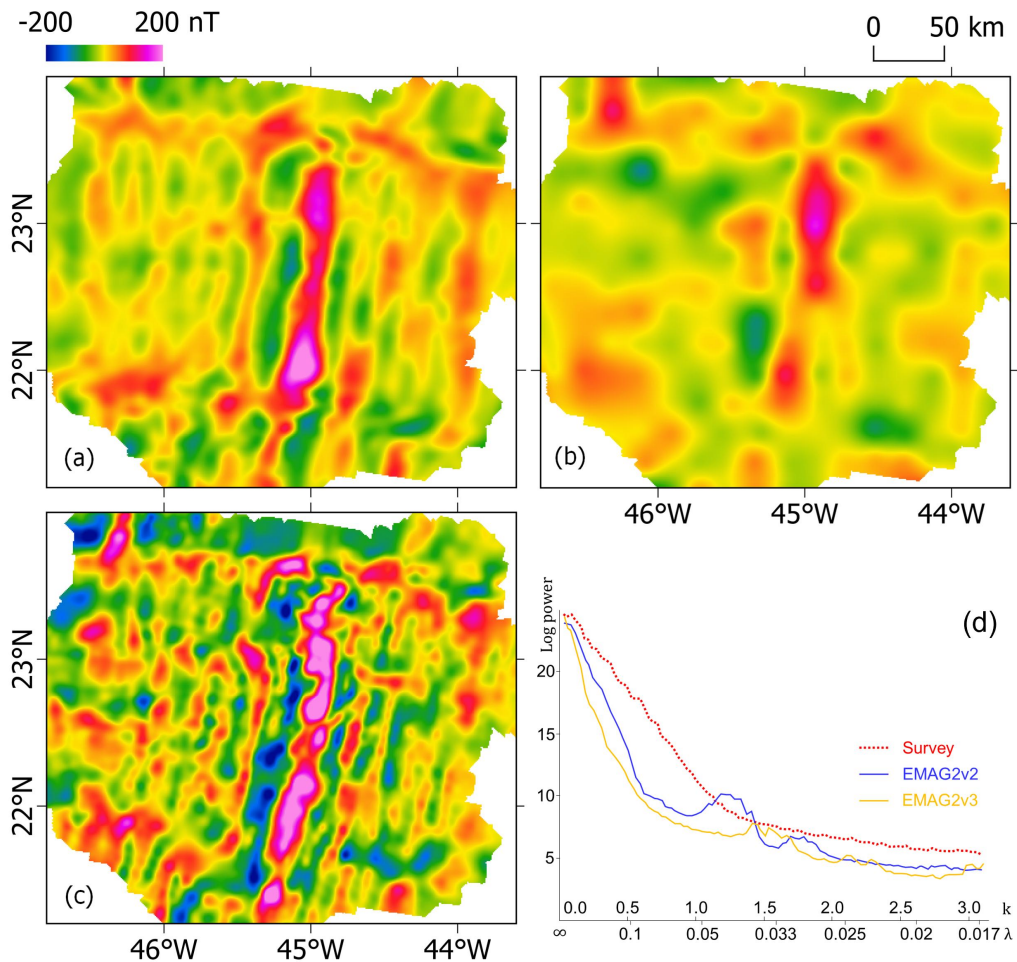 -200 200 nT
0 50 km
23°N
22°N
(a)
(b)
46°W 45°W 44°W
23°N
22°N
(c)
46°W 45°W 44°W
(d)
Log power
20
15
10
5
Survey
EMAG2v2
EMAG2v3
0.0 0.5 1.0 1.5 2.0 2.5 3.0 k
∞ 0.1 0.05 0.033 0.025 0.02 0.017 λ